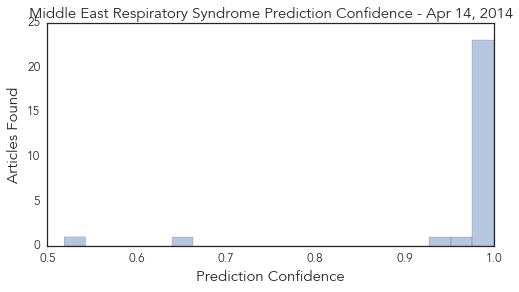 Middle East Respiratory Syndrome Prediction Confidence - Apr 14, 2014
25
20
15
10
5
0
Articles Found
0.5 0.6 0.7 0.8 0.9 1.0
Prediction Confidence